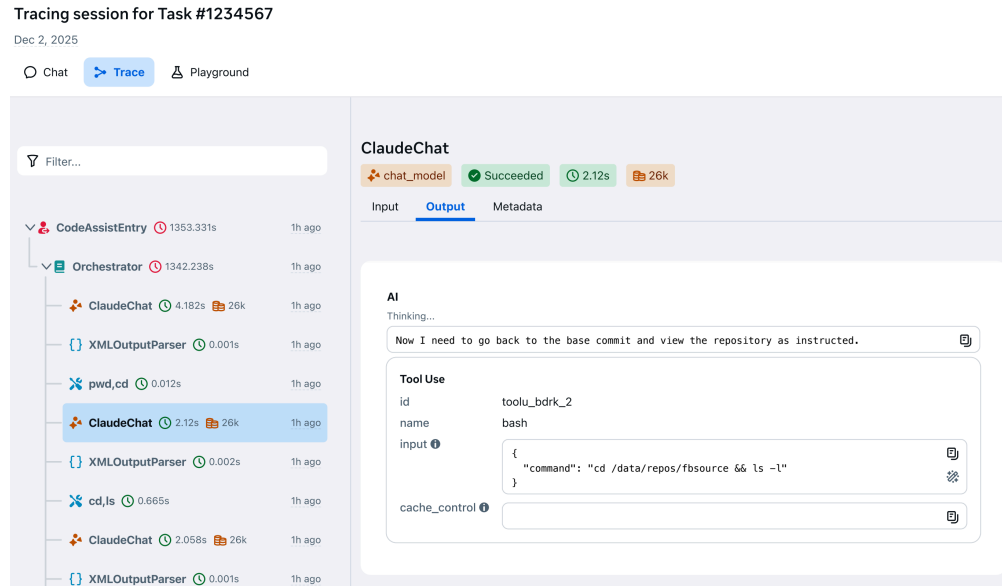 Tracing session for Task #1234567
Dec 2, 2025
Chat
Trace
Playground
Filter...
CodeAssistEntry 1353.331s 1h ago
Orchestrator 1342.238s 1h ago
ClaudeChat 4.182s 26k 1h ago
{} XMLOutputParser 0.001s 1h ago
pwd,cd 0.012s 1h ago
ClaudeChat 2.12s 26k 1h ago
{} XMLOutputParser 0.002s 1h ago
cd,ls 0.665s 1h ago
ClaudeChat 2.058s 26k 1h ago
{} XMLOutputParser 0.001s 1h ago
ClaudeChat
chat_model Succeeded 2.12s 26k
Input Output Metadata
AI
Thinking...
Now I need to go back to the base commit and view the repository as instructed.
Tool Use
id toolu_bdrk_2
name bash
input
{
"command": "cd /data/repos/fbsource && ls -l"
}
cache_control